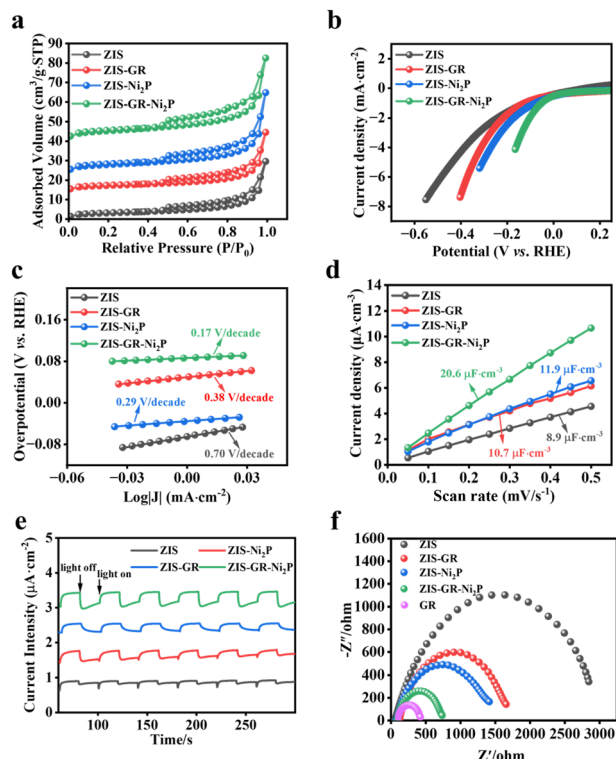 a
ZIS
ZIS-GR
ZIS-Ni₂P
ZIS-GR-Ni₂P
Adsorbed Volume (cm³/g·STP)
90
80
70
60
50
40
30
20
10
0
0.0 0.2 0.4 0.6 0.8 1.0
Relative Pressure (P/P₀)
b
ZIS
ZIS-GR
ZIS-Ni₂P
ZIS-GR-Ni₂P
Current density (mA·cm⁻²)
2
0
−2
−4
−6
−8
−0.6 −0.4 −0.2 0.0 0.2
Potential (V vs. RHE)
c
ZIS
ZIS-GR
ZIS-Ni₂P
ZIS-GR-Ni₂P
0.17 V/decade
0.38 V/decade
0.29 V/decade
0.70 V/decade
Overpotential (V vs. RHE)
0.16
0.08
0.00
−0.08
−0.06 −0.03 0.00 0.03 0.06
Log|J| (mA·cm⁻²)
d
ZIS
ZIS-GR
ZIS-Ni₂P
ZIS-GR-Ni₂P
20.6 μF·cm⁻³
11.9 μF·cm⁻³
10.7 μF·cm⁻³
8.9 μF·cm⁻³
Current density (μA·cm⁻³)
12
10
8
6
4
2
0
0.0 0.1 0.2 0.3 0.4 0.5
Scan rate (mV/s⁻¹)
e
ZIS ZIS-Ni₂P
ZIS-GR ZIS-GR-Ni₂P
light off
light on
Current Intensity (μA·cm⁻²)
5
4
3
2
1
0
100 150 200 250
Time/s
f
ZIS
ZIS-GR
ZIS-Ni₂P
ZIS-GR-Ni₂P
GR
-Z″/ohm
1600
1400
1200
1000
800
600
400
200
0
0 500 1000 1500 2000 2500 3000
Z′/ohm